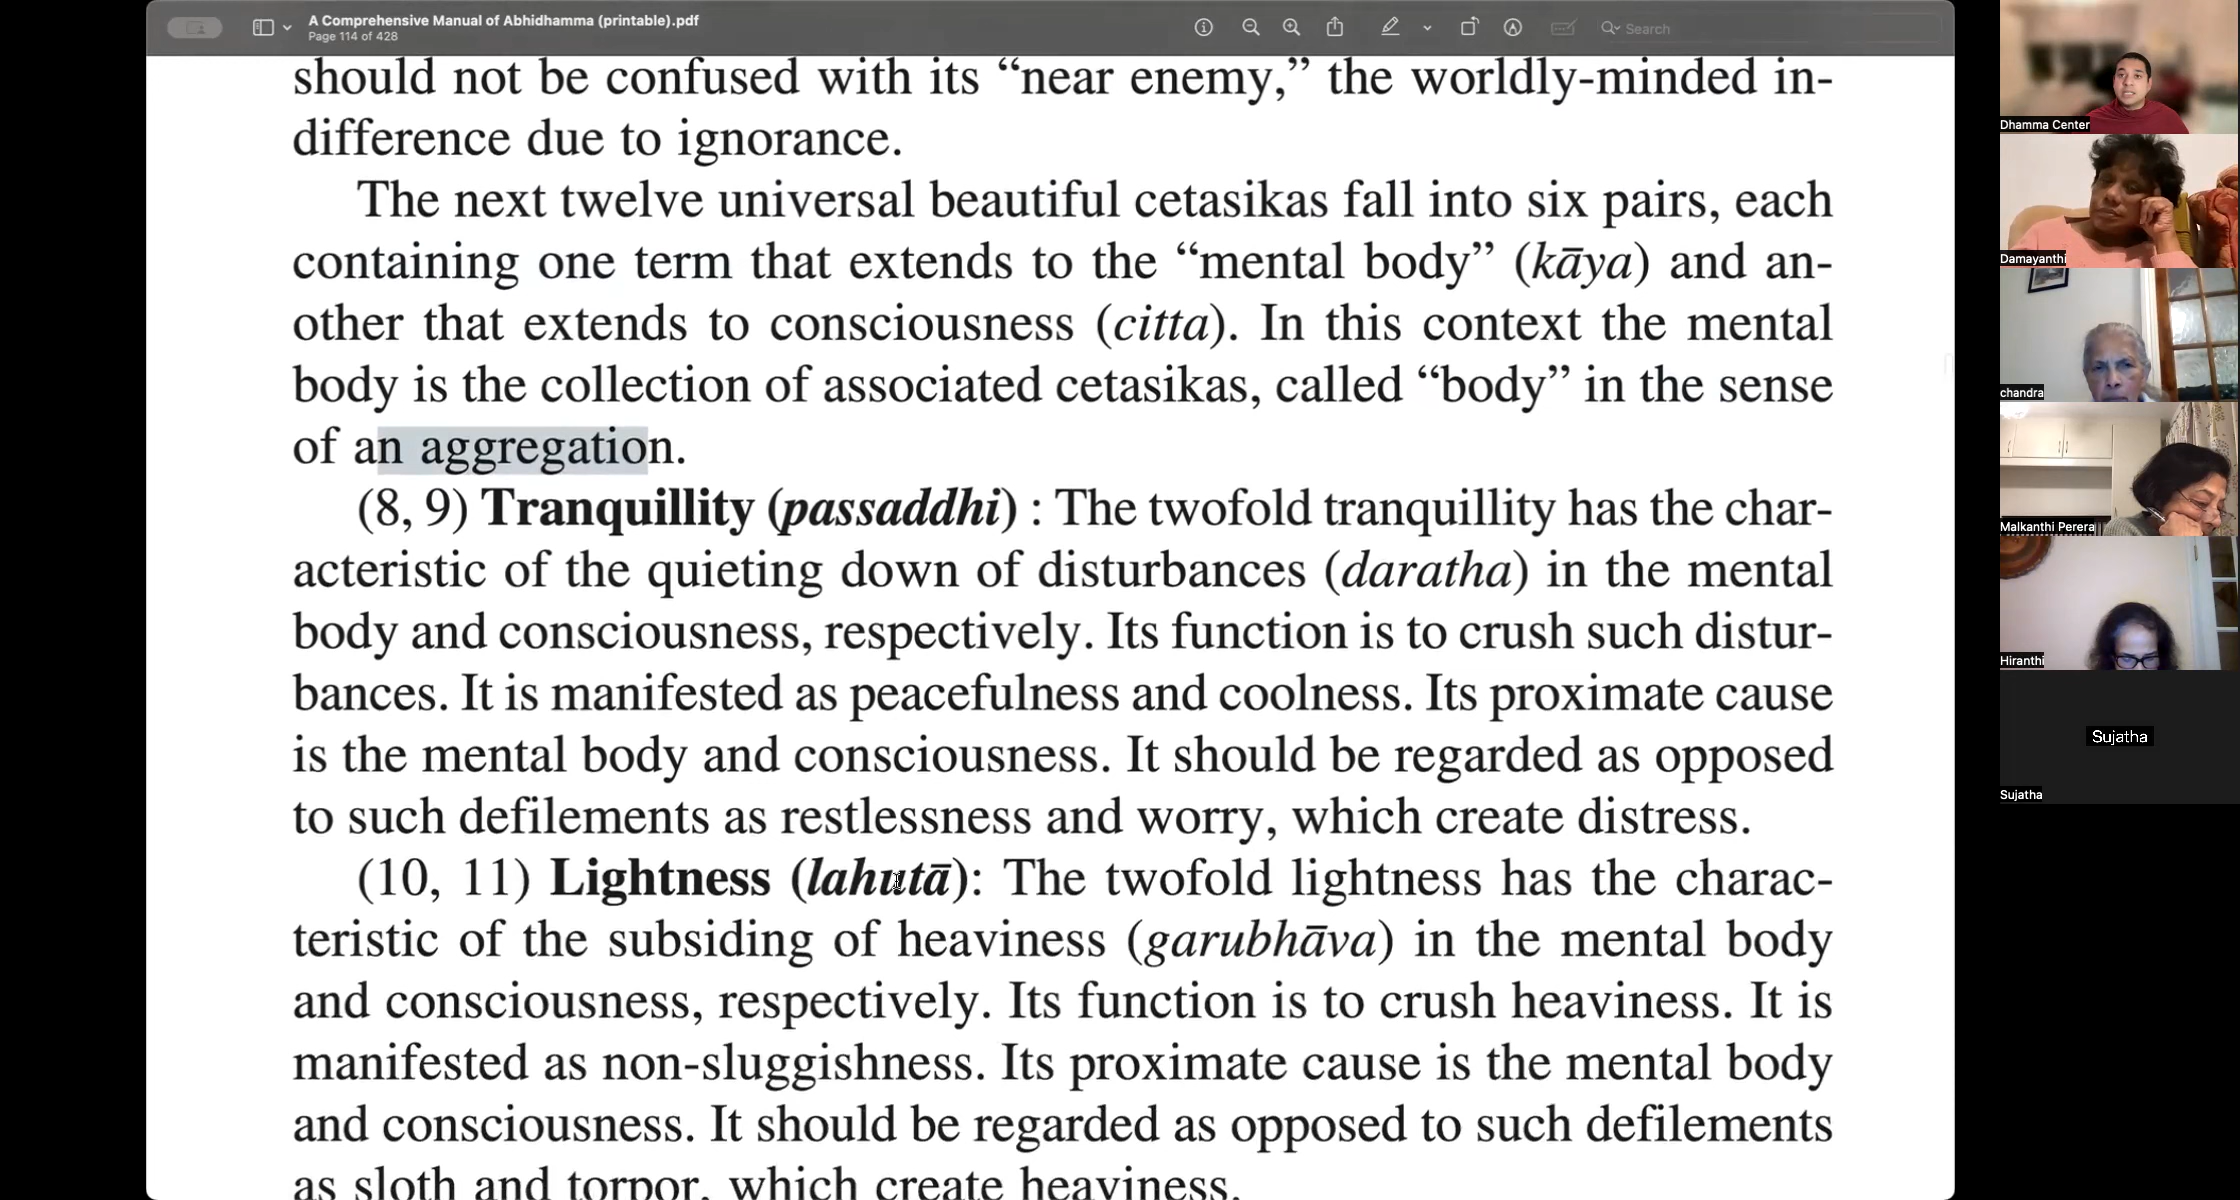 A Comprehensive Manual of Abhidhamma (printable).pdf
Page 114 of 428
Search
should not be confused with its “near enemy,” the worldly-minded in-
difference due to ignorance.
The next twelve universal beautiful cetasikas fall into six pairs, each
containing one term that extends to the “mental body” (kāya) and an-
other that extends to consciousness (citta). In this context the mental
body is the collection of associated cetasikas, called “body” in the sense
of an aggregation.
(8, 9) Tranquillity (passaddhi) : The twofold tranquillity has the char-
acteristic of the quieting down of disturbances (daratha) in the mental
body and consciousness, respectively. Its function is to crush such distur-
bances. It is manifested as peacefulness and coolness. Its proximate cause
is the mental body and consciousness. It should be regarded as opposed
to such defilements as restlessness and worry, which create distress.
(10, 11) Lightness (lahutā): The twofold lightness has the charac-
teristic of the subsiding of heaviness (garubhāva) in the mental body
and consciousness, respectively. Its function is to crush heaviness. It is
manifested as non-sluggishness. Its proximate cause is the mental body
and consciousness. It should be regarded as opposed to such defilements
as sloth and torpor, which create heaviness.
Dhamma Center
Damayanthi
chandra
Malkanthi Perera
Hiranthi
Sujatha
Sujatha